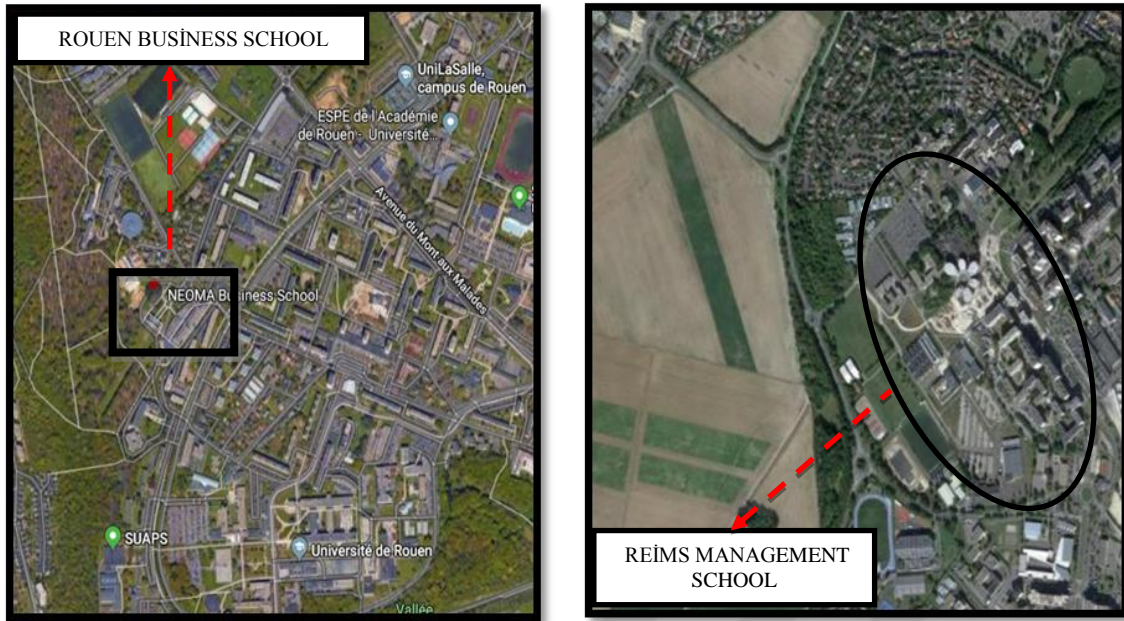 ROUEN BUSİNESS SCHOOL
UniLaSalle,
campus de Rouen
ESPE de l'Académie
de Rouen - Université...
Avenue du Mont aux Malades
NEOMA Business School
SUAPS
Université de Rouen
Vallée
REİMS MANAGEMENT
SCHOOL